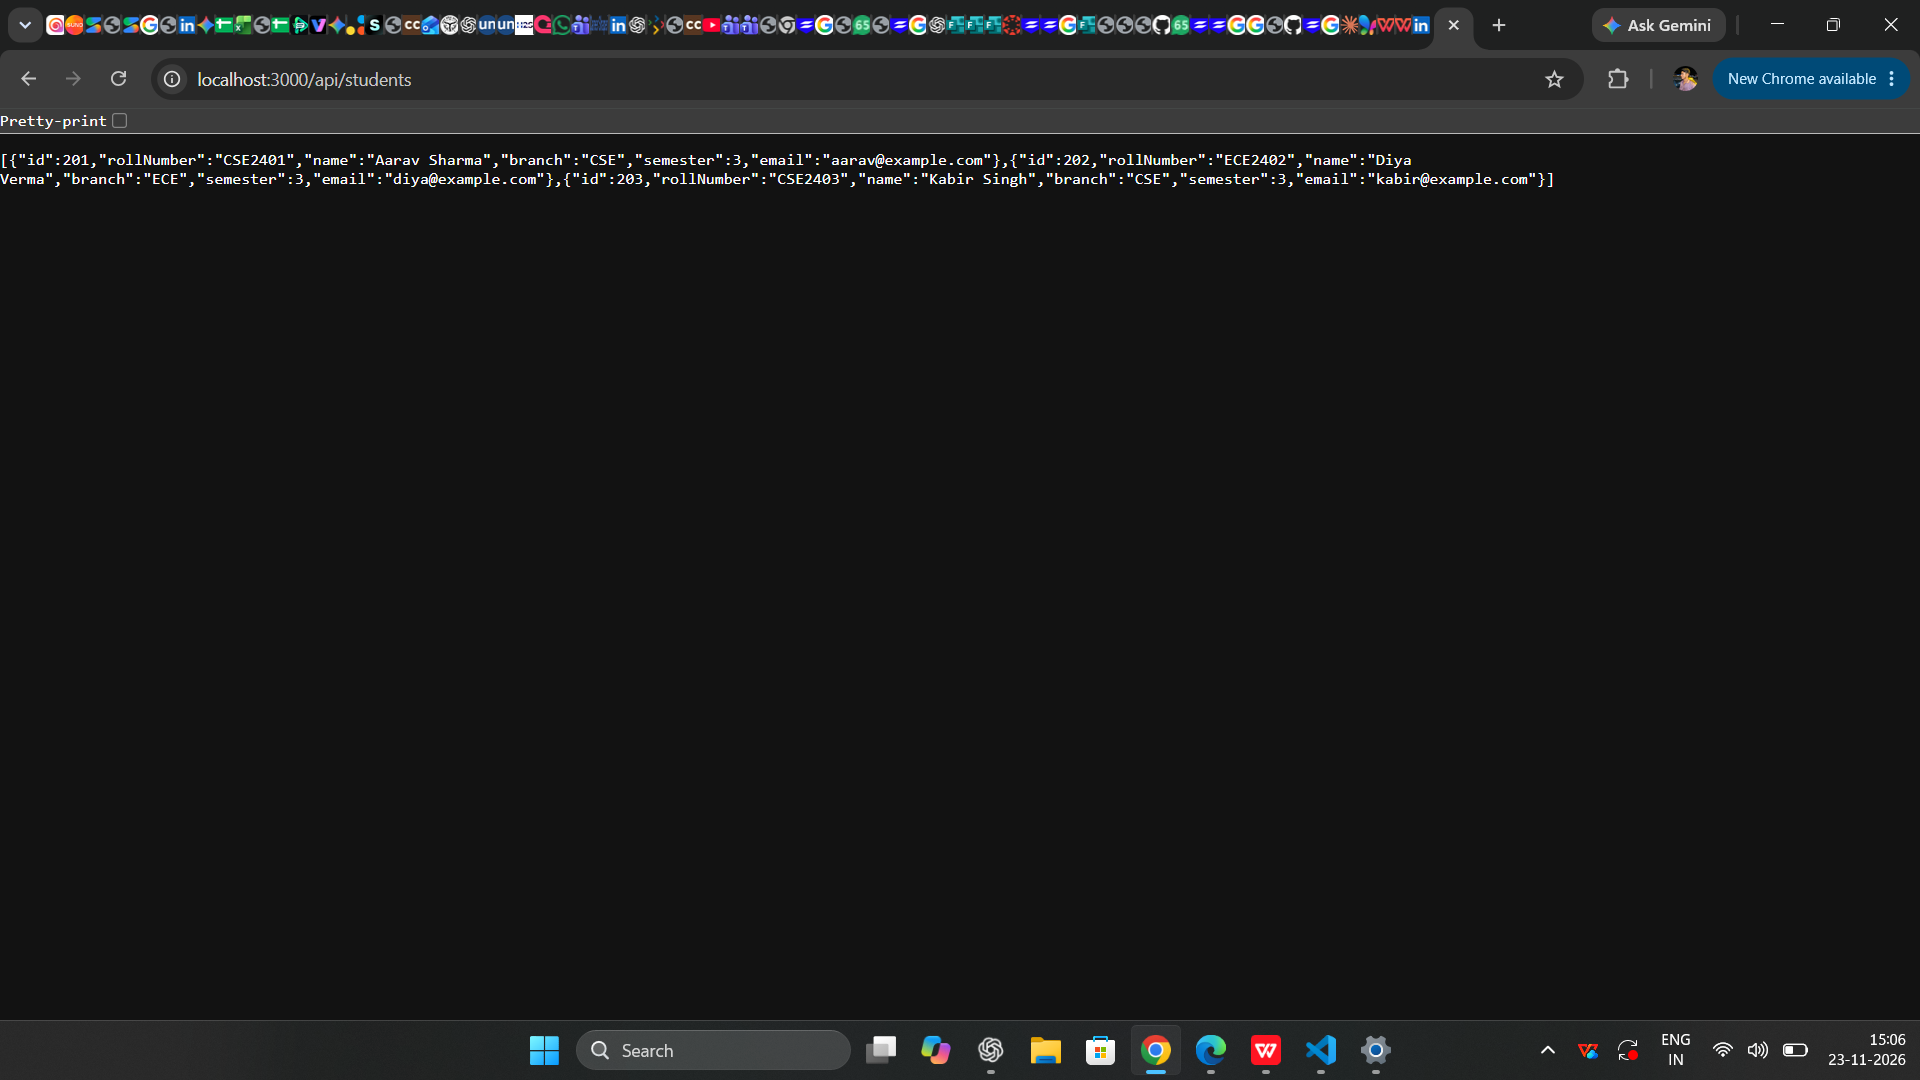 Ask Gemini
localhost:3000/api/students
New Chrome available
Pretty-print
[{"id":201,"rollNumber":"CSE2401","name":"Aarav Sharma","branch":"CSE","semester":3,"email":"aarav@example.com"},{"id":202,"rollNumber":"ECE2402","name":"Diya
Verma","branch":"ECE","semester":3,"email":"diya@example.com"},{"id":203,"rollNumber":"CSE2403","name":"Kabir Singh","branch":"CSE","semester":3,"email":"kabir@example.com"}]
Search
ENG
IN
15:06
23-11-2026